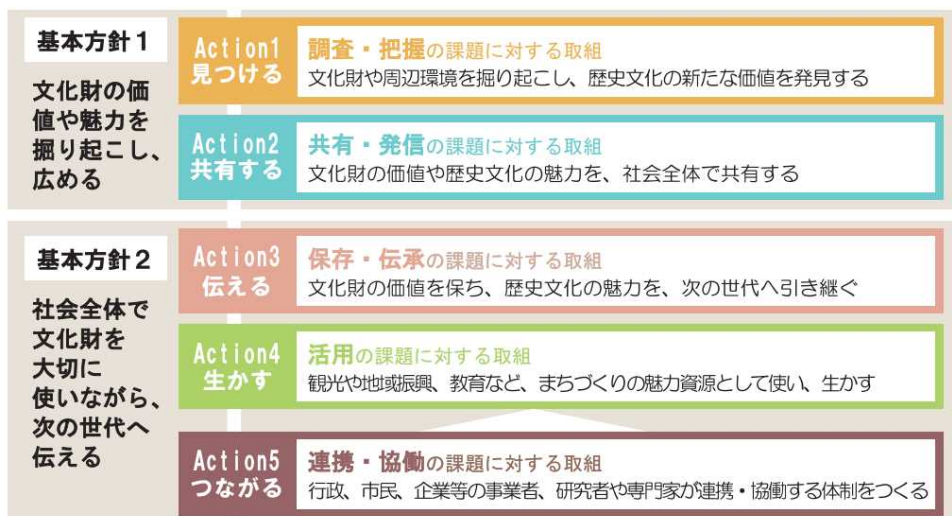 基本方針1
文化財の価
値や魅力を
掘り起こし、
広める
Action1
見つける
調査・把握の課題に対する取組
文化財や周辺環境を掘り起こし、歴史文化の新たな価値を発見する
Action2
共有する
共有・発信の課題に対する取組
文化財の価値や歴史文化の魅力を、社会全体で共有する
基本方針2
社会全体で
文化財を
大切に
使いながら、
次の世代へ
伝える
Action3
伝える
保存・伝承の課題に対する取組
文化財の価値を保ち、歴史文化の魅力を、次の世代へ引き継ぐ
Action4
生かす
活用の課題に対する取組
観光や地域振興、教育など、まちづくりの魅力資源として使い、生かす
Action5
つながる
連携・協働の課題に対する取組
行政、市民、企業等の事業者、研究者や専門家が連携・協働する体制をつくる